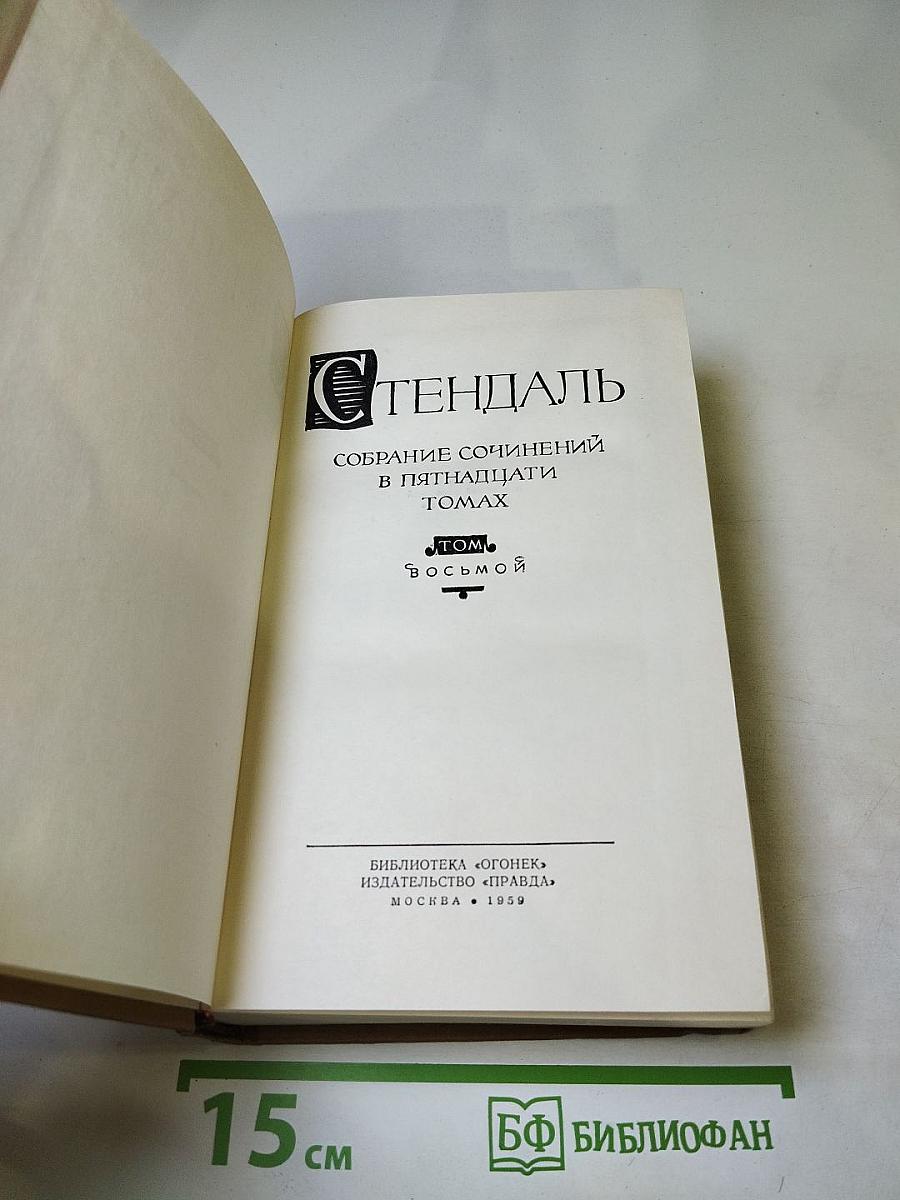 СТЕНДАЛЬ
СОБРАНИЕ СОЧИНЕНИЙ
В ПЯТНАДЦАТИ
ТОМАХ
ТОМ
ВОСЬМОЙ
БИБЛИОТЕКА «ОГОНЕК»
ИЗДАТЕЛЬСТВО «ПРАВДА»
МОСКВА • 1959
15 СМ
БФ БИБЛИОФАН